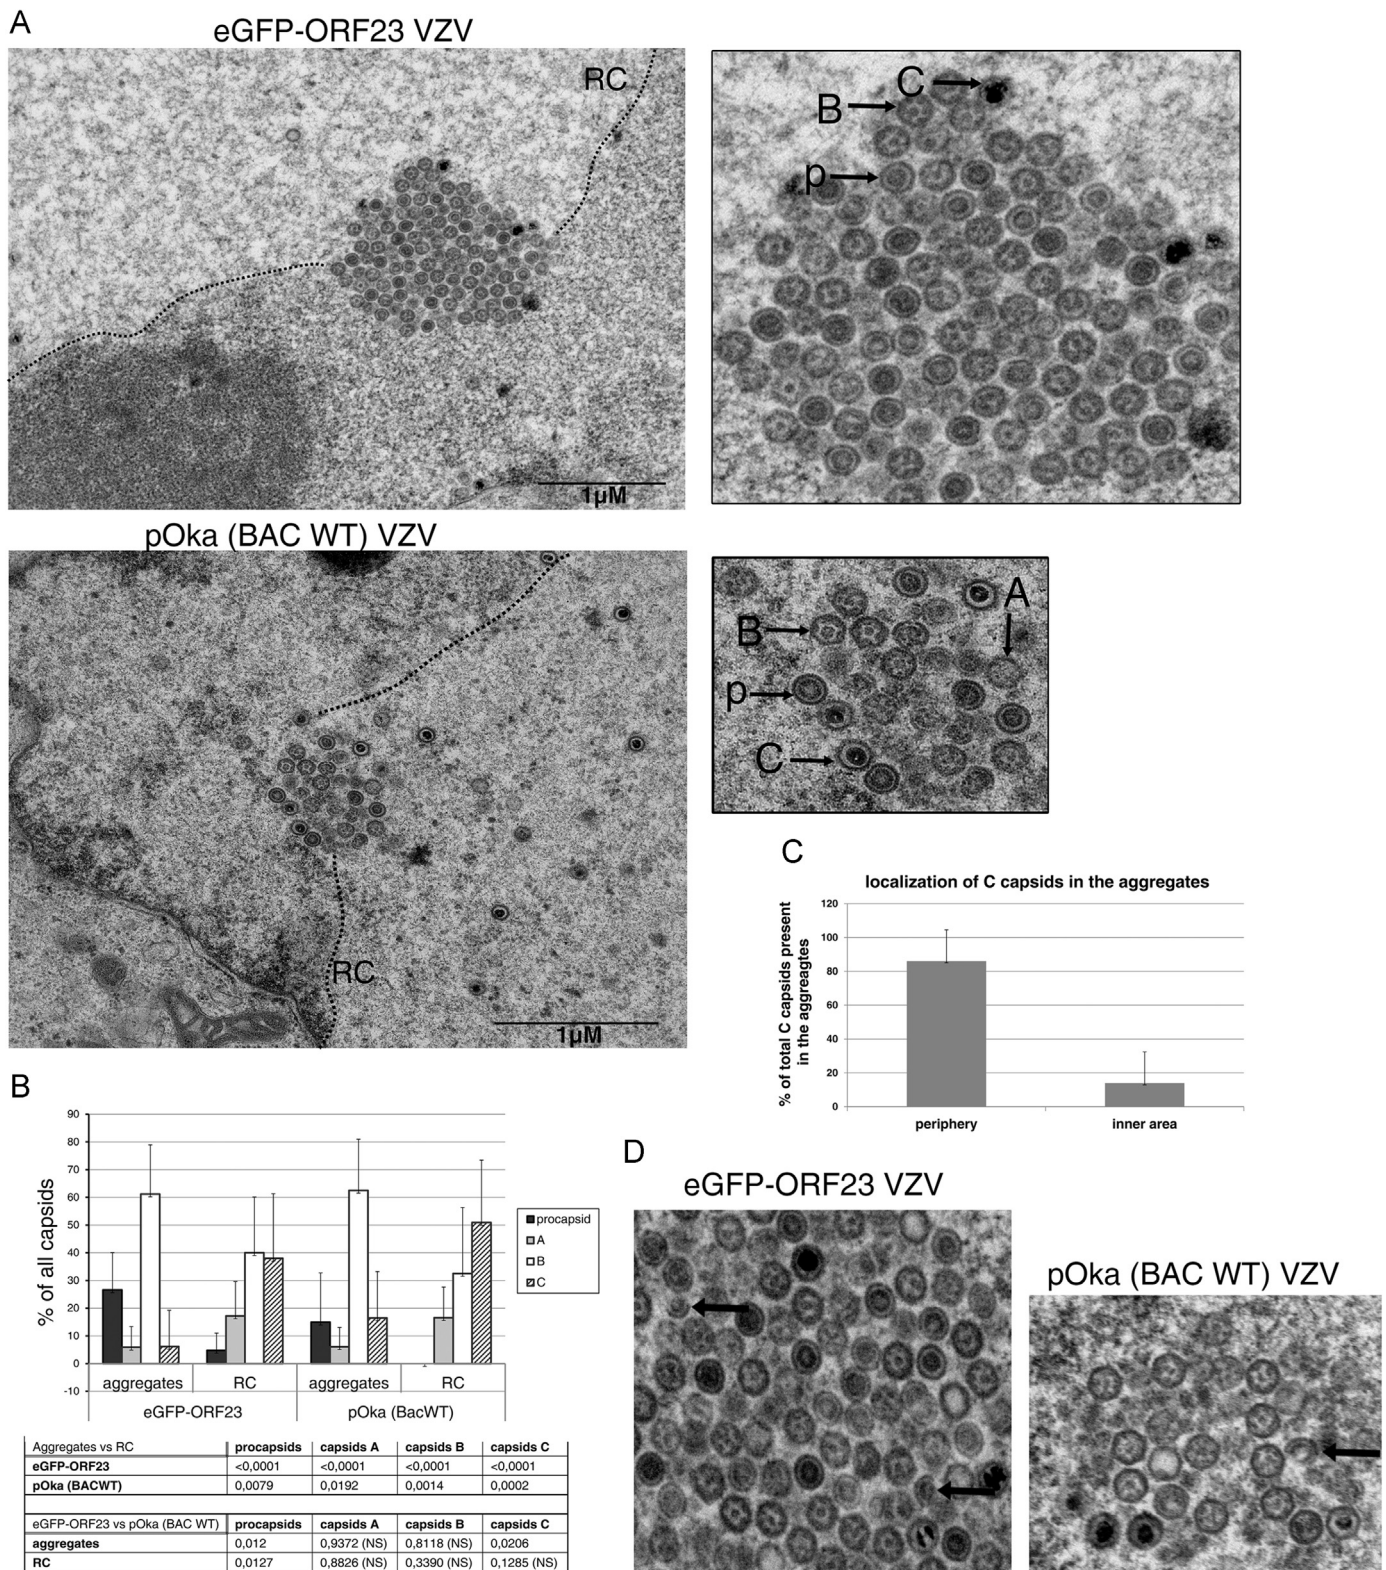 A
eGFP-ORF23 VZV
RC
1µM
C
B
p
pOka (BAC WT) VZV
RC
1µM
A
B
p
C
C
localization of C capsids in the aggregates
% of total C capsids present
in the aggreagtes
120
100
80
60
40
20
0
periphery
inner area
B
% of all capsids
90
80
70
60
50
40
30
20
10
0
-10
aggregates RC aggregates RC
eGFP-ORF23 pOka (BacWT)
procapsid
A
B
C
Aggregates vs RC procapsids capsids A capsids B capsids C
eGFP-ORF23 <0,0001 <0,0001 <0,0001 <0,0001
pOka (BACWT) 0,0079 0,0192 0,0014 0,0002
eGFP-ORF23 vs pOka (BAC WT) procapsids capsids A capsids B capsids C
aggregates 0,012 0,9372 (NS) 0,8118 (NS) 0,0206
RC 0,0127 0,8826 (NS) 0,3390 (NS) 0,1285 (NS)
D
eGFP-ORF23 VZV
pOka (BAC WT) VZV